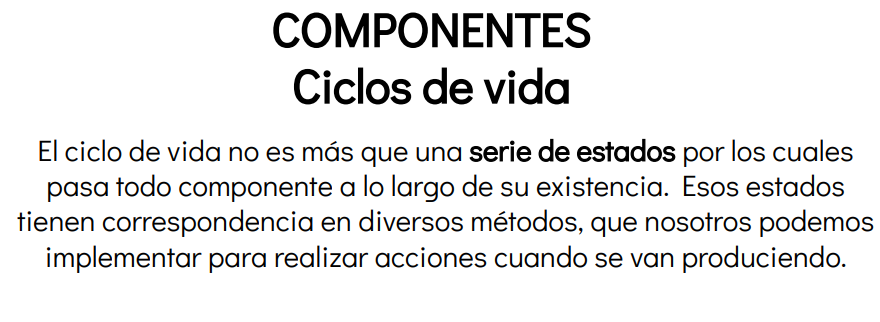 COMPONENTES
Ciclos de vida
El ciclo de vida no es más que una serie de estados por los cuales
pasa todo componente a lo largo de su existencia. Esos estados
tienen correspondencia en diversos métodos, que nosotros podemos
implementar para realizar acciones cuando se van produciendo.